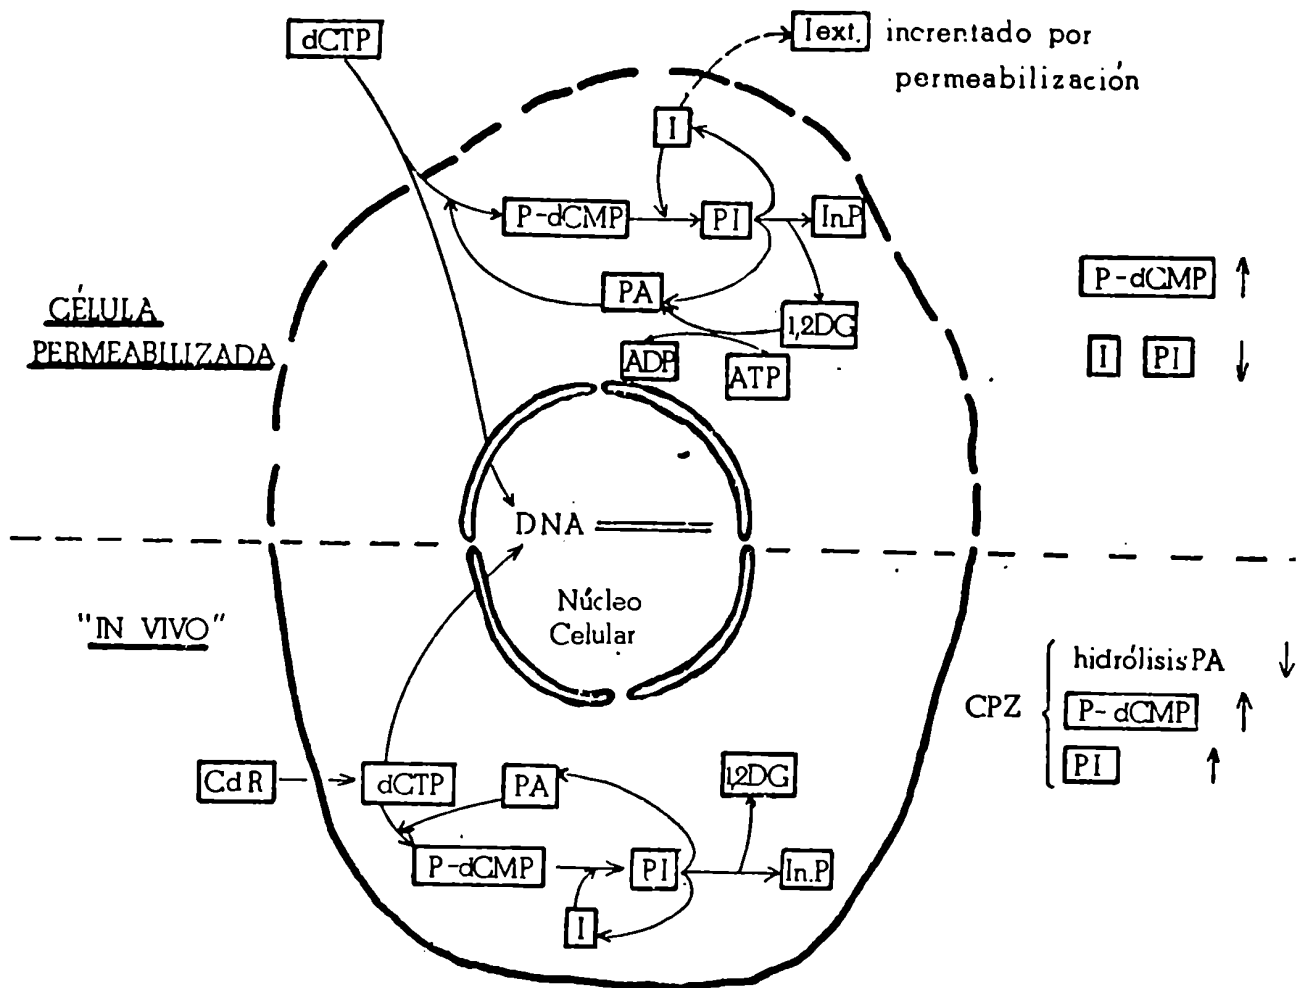 dCTP
Iext. incrementado por
permeabilización
I
P-dCMP
PI
In.P
PA
1,2DG
ADP
ATP
CÉLULA
PERMEABILIZADA
P-dCMP ↑
I PI ↓
DNA
"IN VIVO"
Núcleo
Celular
CPZ
hidrólisis PA ↓
P-dCMP ↑
PI ↑
CdR
dCTP
PA
1,2DG
P-dCMP
PI
In.P
I